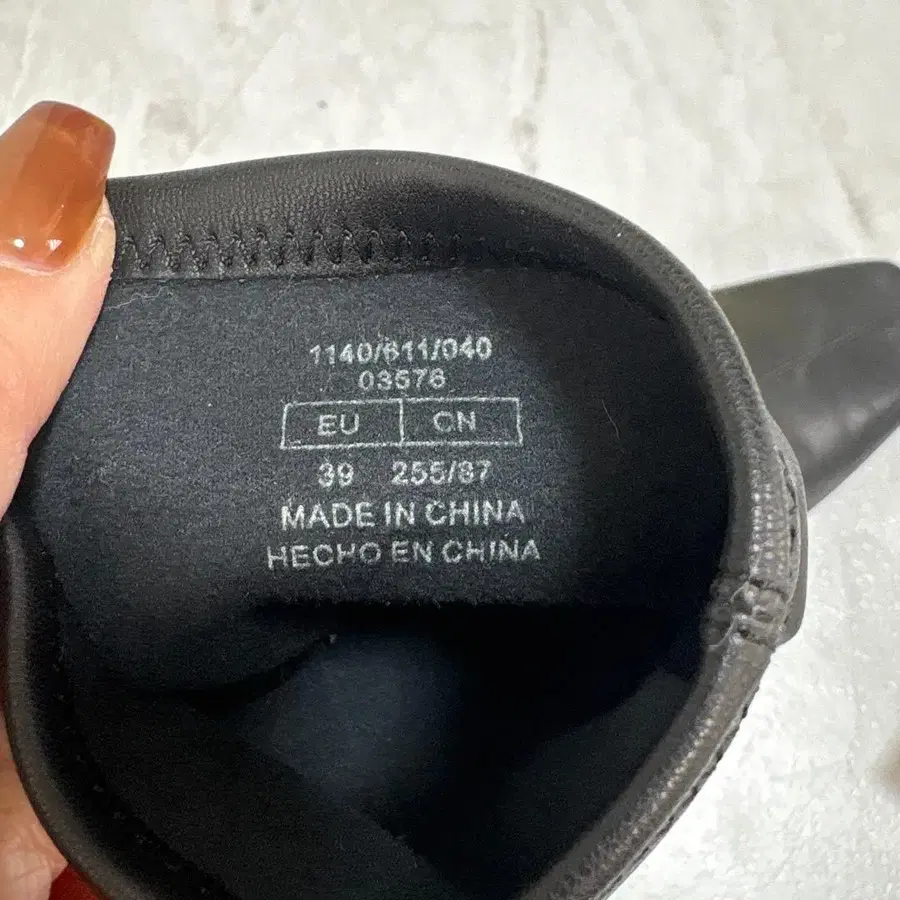 1140/611/040
03576
EU CN
39 255/87
MADE IN CHINA
HECHO EN CHINA